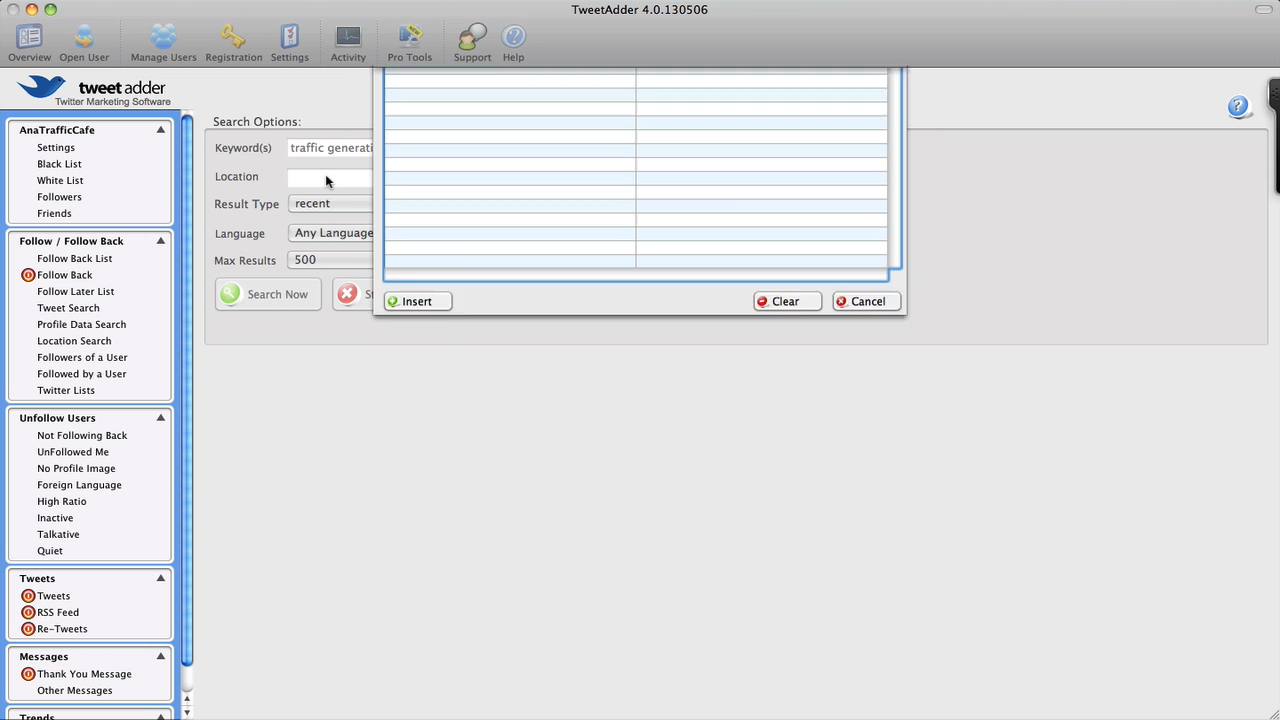 TweetAdder 4.0.130506
Overview
Open User
Manage Users
Registration
Settings
Activity
Pro Tools
Support
Help
tweet adder
Twitter Marketing Software
AnaTrafficCafe
Settings
Black List
White List
Followers
Friends
Follow / Follow Back
Follow Back List
Follow Back
Follow Later List
Tweet Search
Profile Data Search
Location Search
Followers of a User
Followed by a User
Twitter Lists
Unfollow Users
Not Following Back
UnFollowed Me
No Profile Image
Foreign Language
High Ratio
Inactive
Talkative
Quiet
Tweets
Tweets
RSS Feed
Re-Tweets
Messages
Thank You Message
Other Messages
Trends
Search Options:
Keyword(s) traffic generati
Location
Result Type recent
Language Any Language
Max Results 500
Search Now
St
Insert
Clear
Cancel